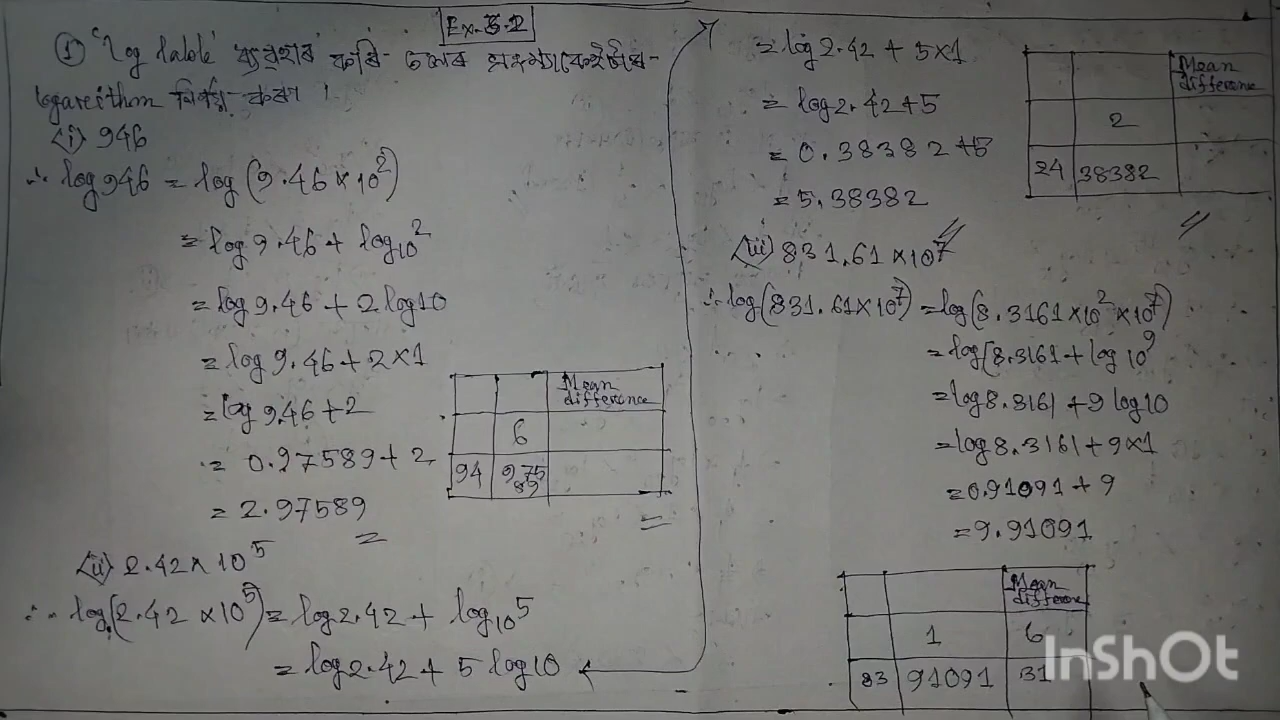 Ex. 3.2
① 'Log table' ব্যৱহাৰ কৰি তলৰ
logarithm নিৰ্ণয় কৰা ।
(i) 946
∴ log 946 = log (9.46 × 10²)
= log 9.46 + log 10²
= log 9.46 + 2 log 10
= log 9.46 + 2 × 1
= log 9.46 + 2
= 0.97589 + 2
= 2.97589
Mean difference
6
94 97589
(ii) 2.42 × 10⁵
∴ log (2.42 × 10⁵) = log 2.42 + log 10⁵
= log 2.42 + 5 log 10
= log 2.42 + 5 × 1
= log 2.42 + 5
= 0.38382 + 5
= 5.38382
Mean difference
2
24 38382
(iii) 831.61 × 10⁷
∴ log (831.61 × 10⁷) = log (8.3161 × 10² × 10⁷)
= log (8.3161 + log 10⁹
= log 8.3161 + 9 log 10
= log 8.3161 + 9 × 1
= 0.91091 + 9
= 9.91091
Mean difference
1 6
83 91091 31
InShOt